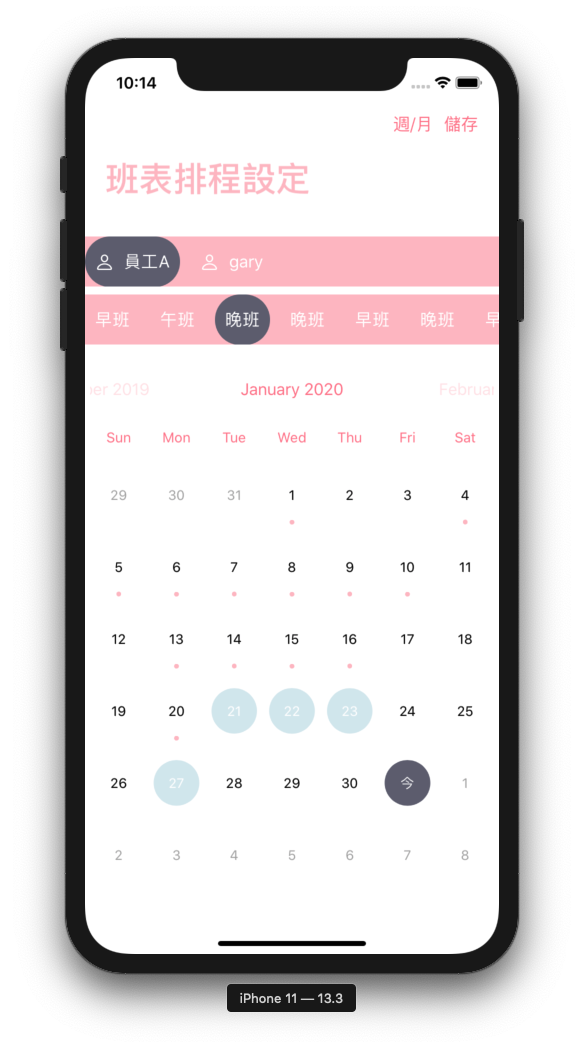 10:14
週/月 儲存
班表排程設定
員工A gary
早班 午班 晚班 晚班 早班 晚班 早
er 2019 January 2020 Februar
Sun Mon Tue Wed Thu Fri Sat
29 30 31 1 2 3 4
5 6 7 8 9 10 11
12 13 14 15 16 17 18
19 20 21 22 23 24 25
26 27 28 29 30 今 1
2 3 4 5 6 7 8
iPhone 11 — 13.3